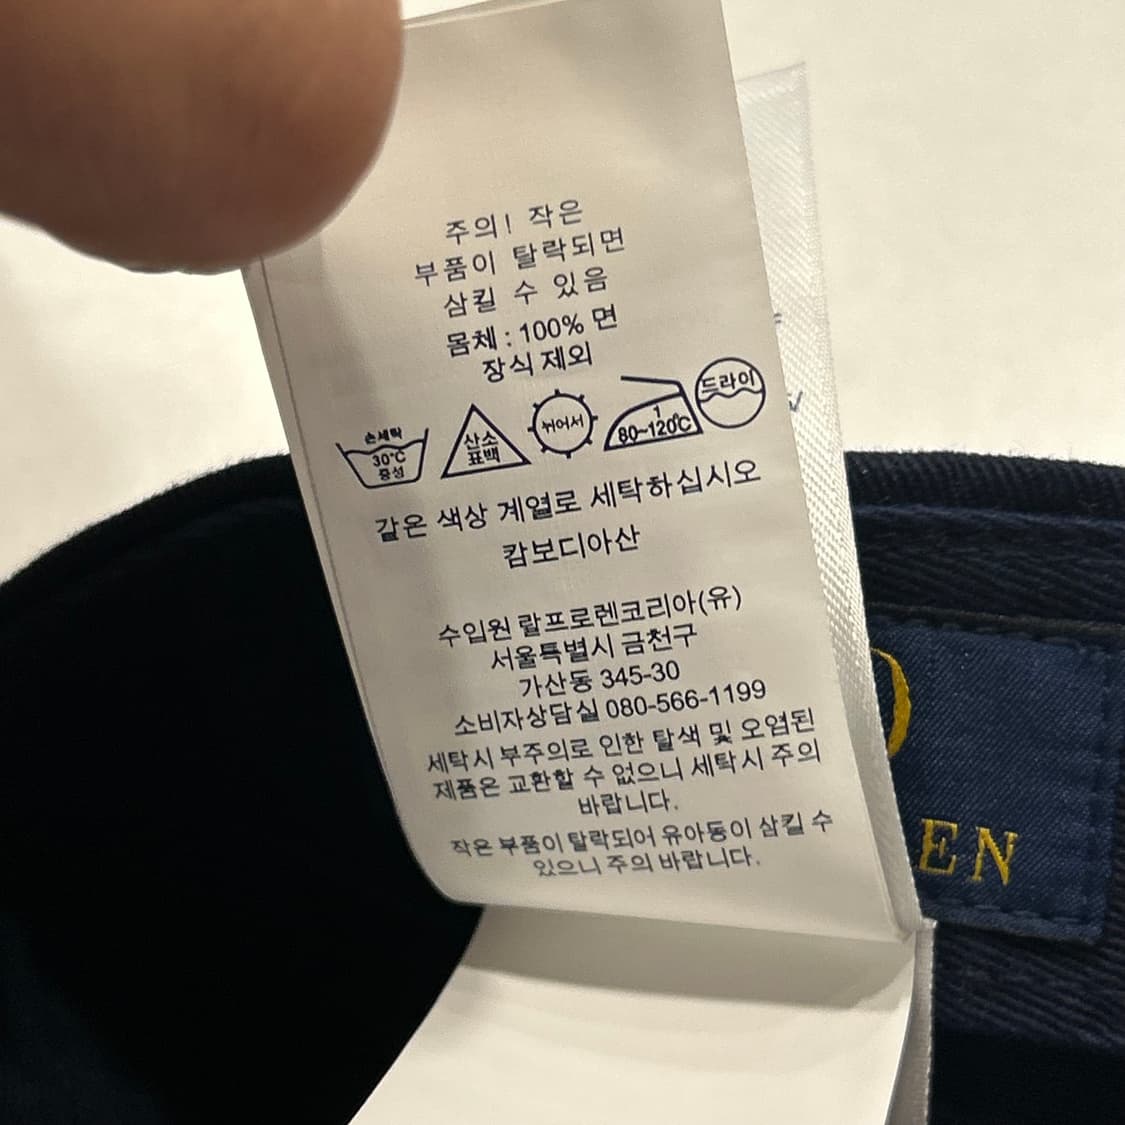 주의! 작은
부품이 탈락되면
삼킬 수 있음
몸체 : 100% 면
장식 제외
손세탁
30°C
중성
산소
표백
뉘어서
1
80~120°C
드라이
같은 색상 계열로 세탁하십시오
캄보디아산
수입원 랄프로렌코리아(유)
서울특별시 금천구
가산동 345-30
소비자상담실 080-566-1199
세탁시 부주의로 인한 탈색 및 오염된
제품은 교환할 수 없으니 세탁시 주의
바랍니다.
작은 부품이 탈락되어 유아동이 삼킬 수
있으니 주의 바랍니다.
EN